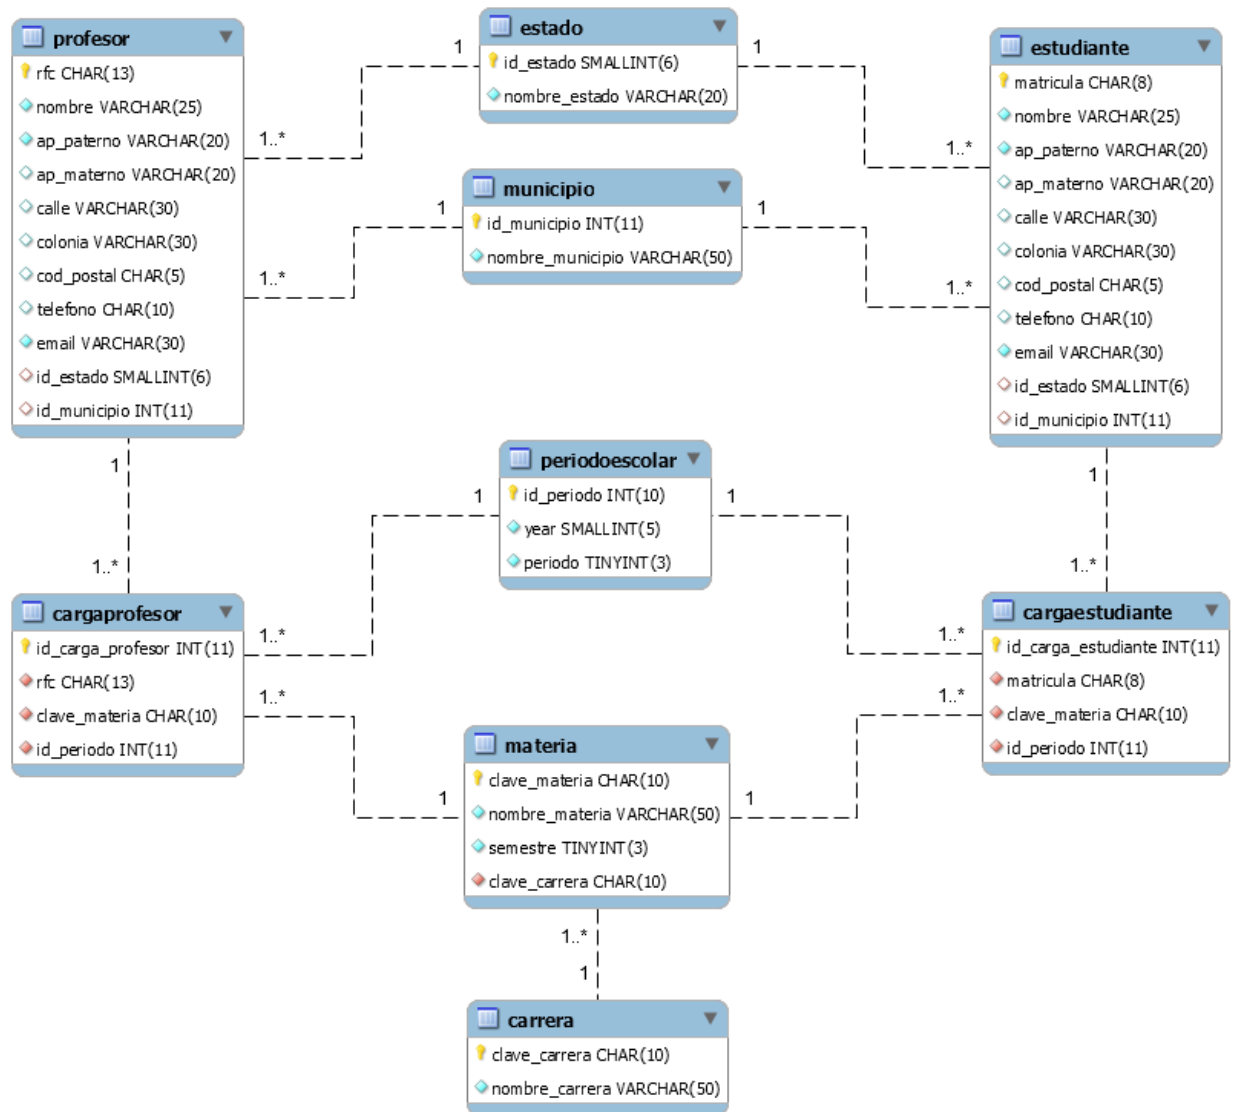 profesor
rfc CHAR(13)
nombre VARCHAR(25)
ap_paterno VARCHAR(20)
ap_materno VARCHAR(20)
calle VARCHAR(30)
colonia VARCHAR(30)
cod_postal CHAR(5)
telefono CHAR(10)
email VARCHAR(30)
id_estado SMALLINT(6)
id_municipio INT(11)
1
1..*
estado
id_estado SMALLINT(6)
nombre_estado VARCHAR(20)
1
1..*
1
1..*
municipio
id_municipio INT(11)
nombre_municipio VARCHAR(50)
1
1..*
estudiante
matricula CHAR(8)
nombre VARCHAR(25)
ap_paterno VARCHAR(20)
ap_materno VARCHAR(20)
calle VARCHAR(30)
colonia VARCHAR(30)
cod_postal CHAR(5)
telefono CHAR(10)
email VARCHAR(30)
id_estado SMALLINT(6)
id_municipio INT(11)
1
1..*
1
periodoescolar
id_periodo INT(10)
year SMALLINT(5)
periodo TINYINT(3)
1
1
1..*
cargaprofesor
id_carga_profesor INT(11)
rfc CHAR(13)
clave_materia CHAR(10)
id_periodo INT(11)
1..*
1..*
1
materia
clave_materia CHAR(10)
nombre_materia VARCHAR(50)
semestre TINYINT(3)
clave_carrera CHAR(10)
1
1..*
1..*
cargaestudiante
id_carga_estudiante INT(11)
matricula CHAR(8)
clave_materia CHAR(10)
id_periodo INT(11)
1..*
1
carrera
clave_carrera CHAR(10)
nombre_carrera VARCHAR(50)